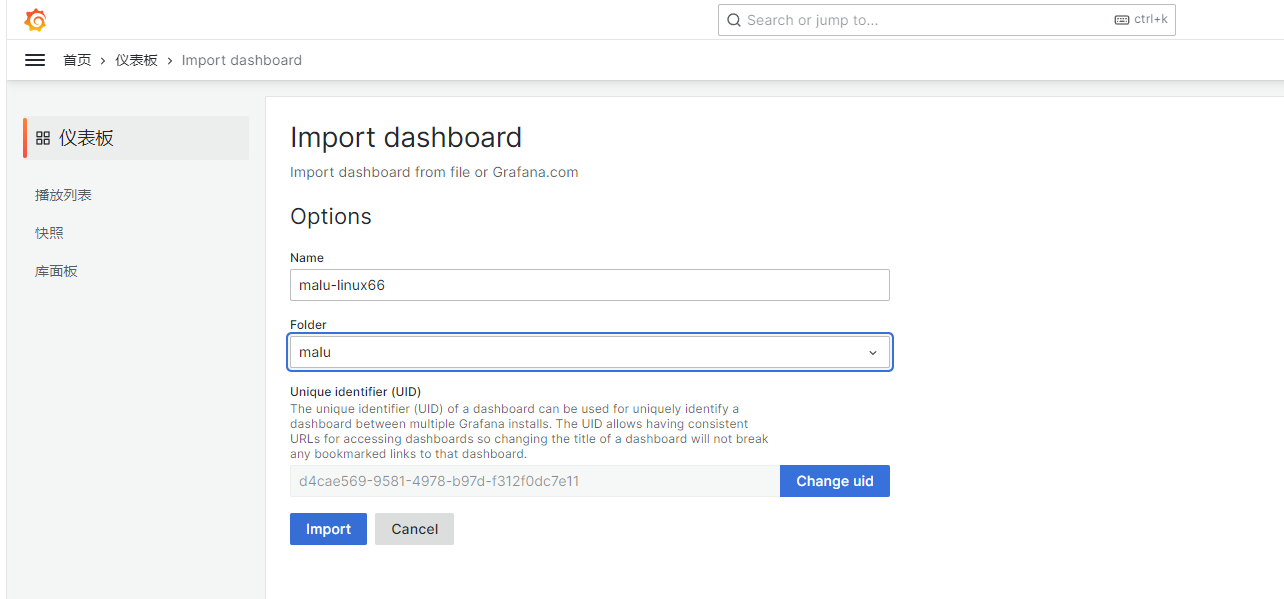 Search or jump to...
ctrl+k
首页 › 仪表板 › Import dashboard
仪表板
播放列表
快照
库面板
Import dashboard
Import dashboard from file or Grafana.com
Options
Name
malu-linux66
Folder
malu
Unique identifier (UID)
The unique identifier (UID) of a dashboard can be used for uniquely identify a
dashboard between multiple Grafana installs. The UID allows having consistent
URLs for accessing dashboards so changing the title of a dashboard will not break
any bookmarked links to that dashboard.
d4cae569-9581-4978-b97d-f312f0dc7e11
Change uid
Import
Cancel